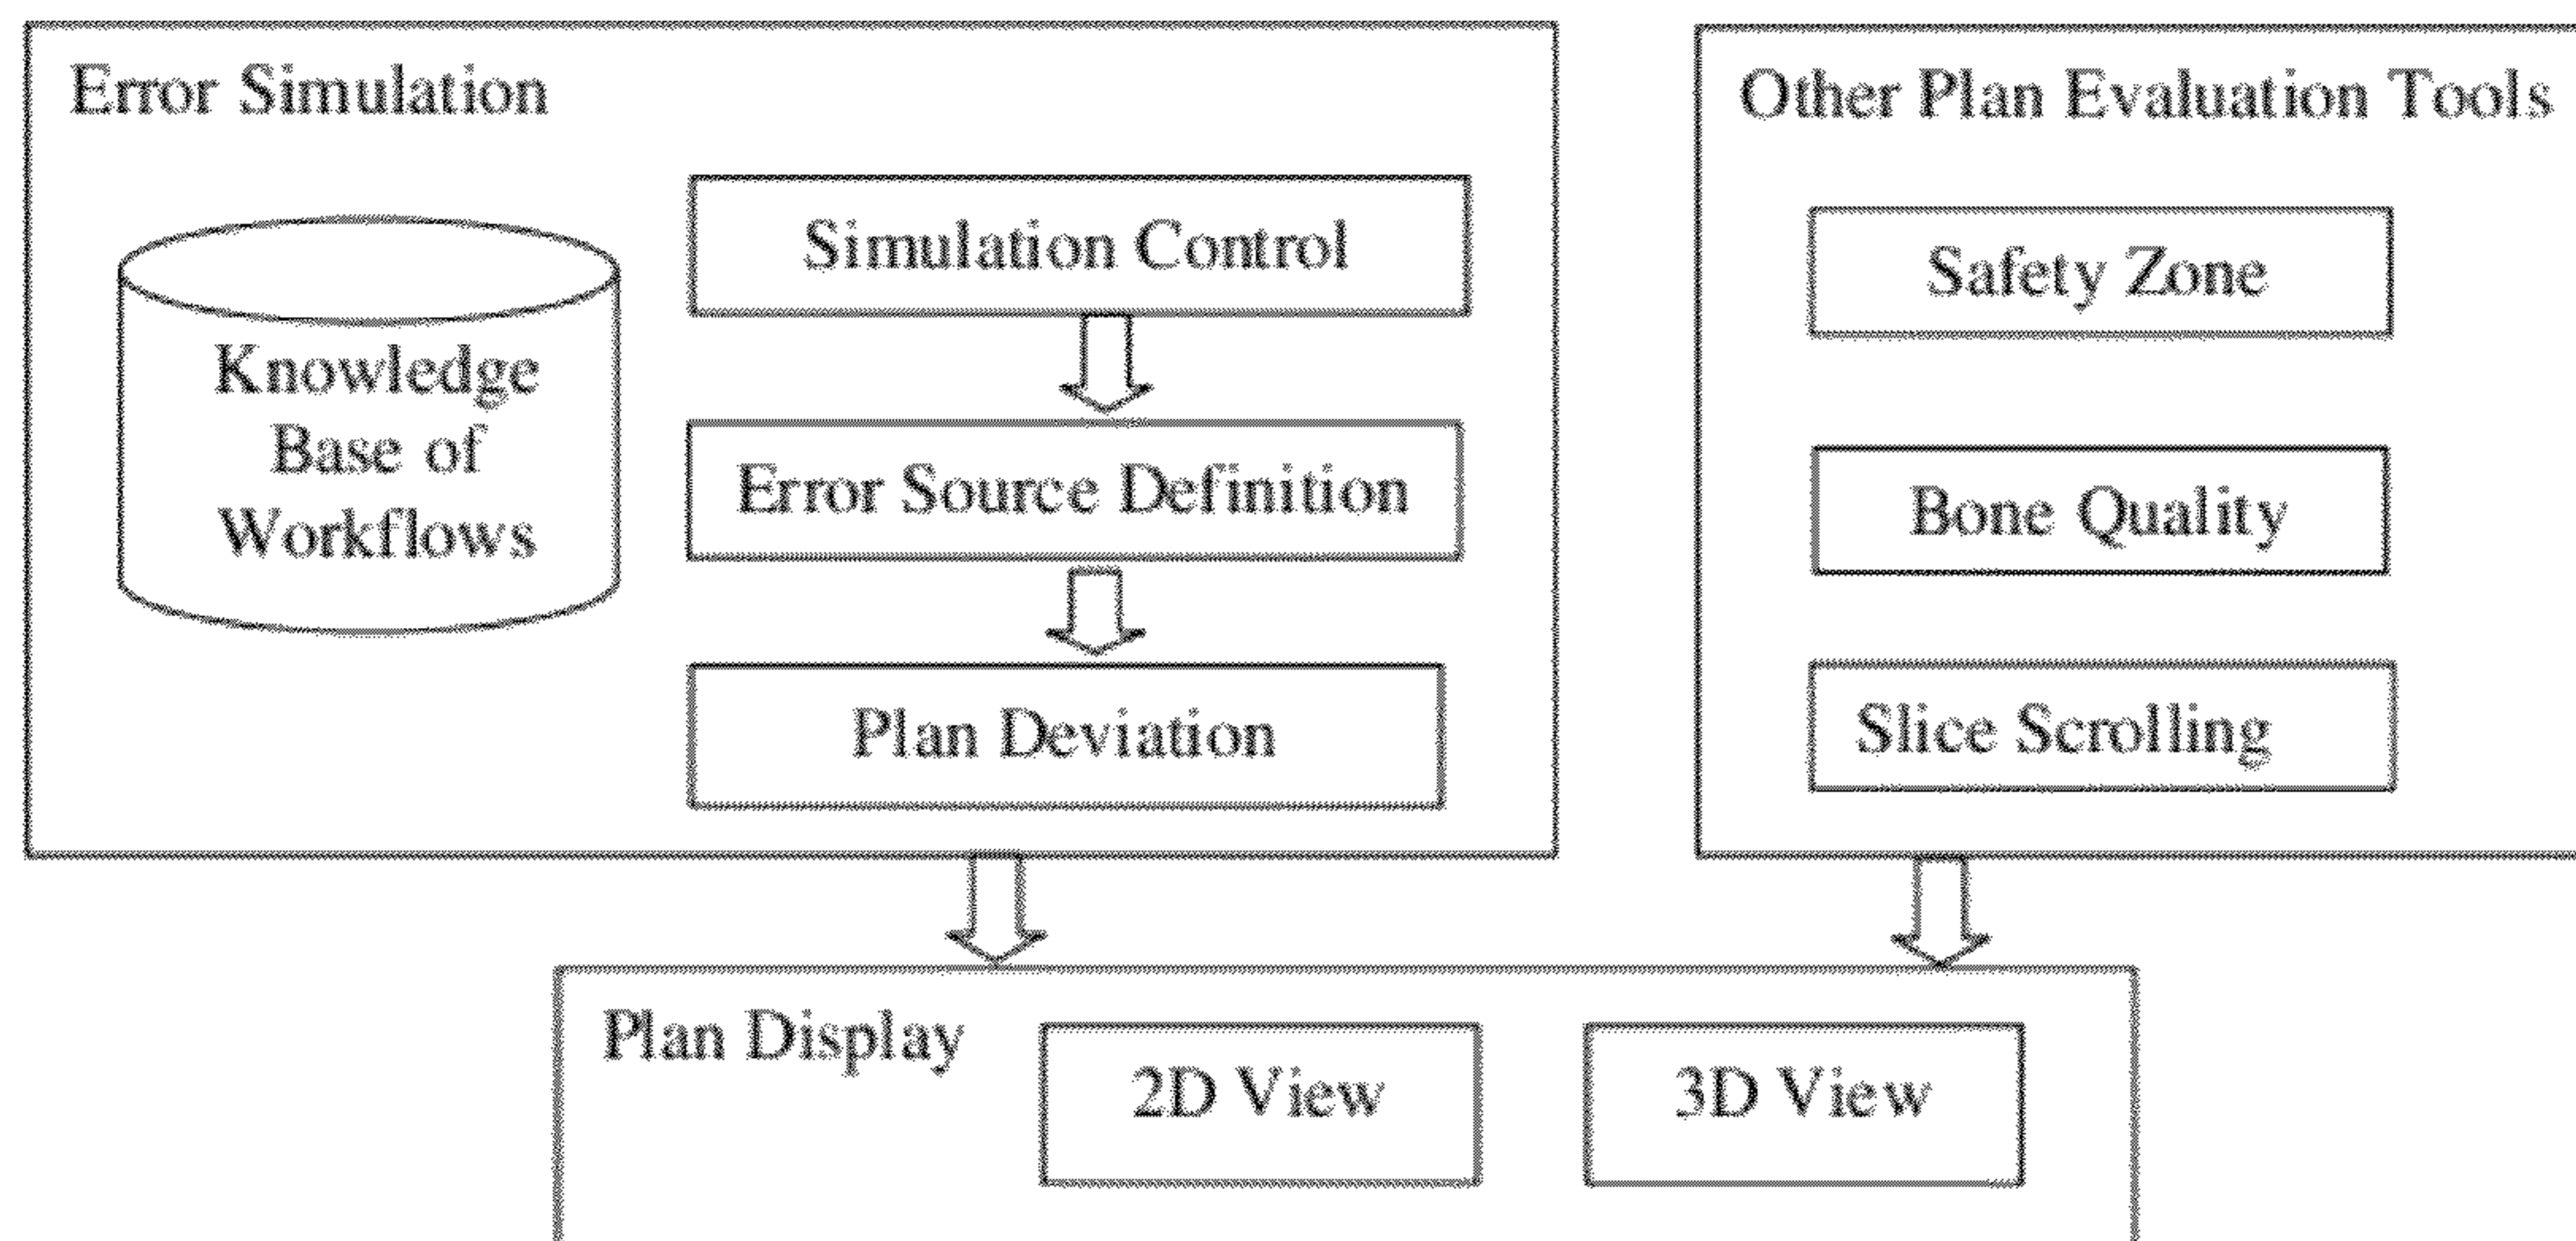 Error Simulation
Knowledge
Base of
Workflows
Simulation Control
Error Source Definition
Plan Deviation
Other Plan Evaluation Tools
Safety Zone
Bone Quality
Slice Scrolling
Plan Display
2D View
3D View